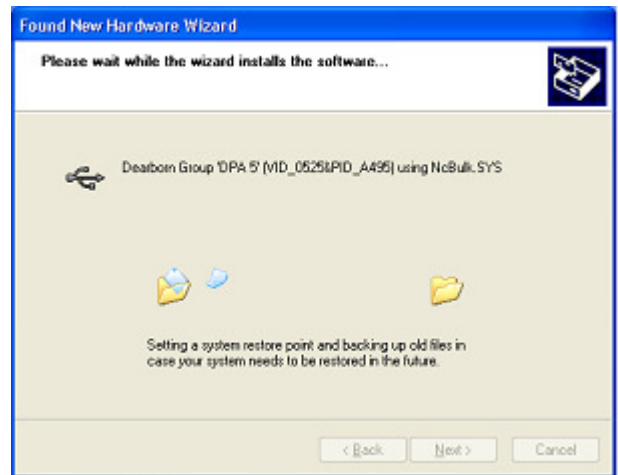 Found New Hardware Wizard
Please wait while the wizard installs the software...
Dearborn Group 'DPA 5' (VID_0525&PID_A495) using NcBulk.SYS
Setting a system restore point and backing up old files in
case your system needs to be restored in the future.
< Back
Next >
Cancel